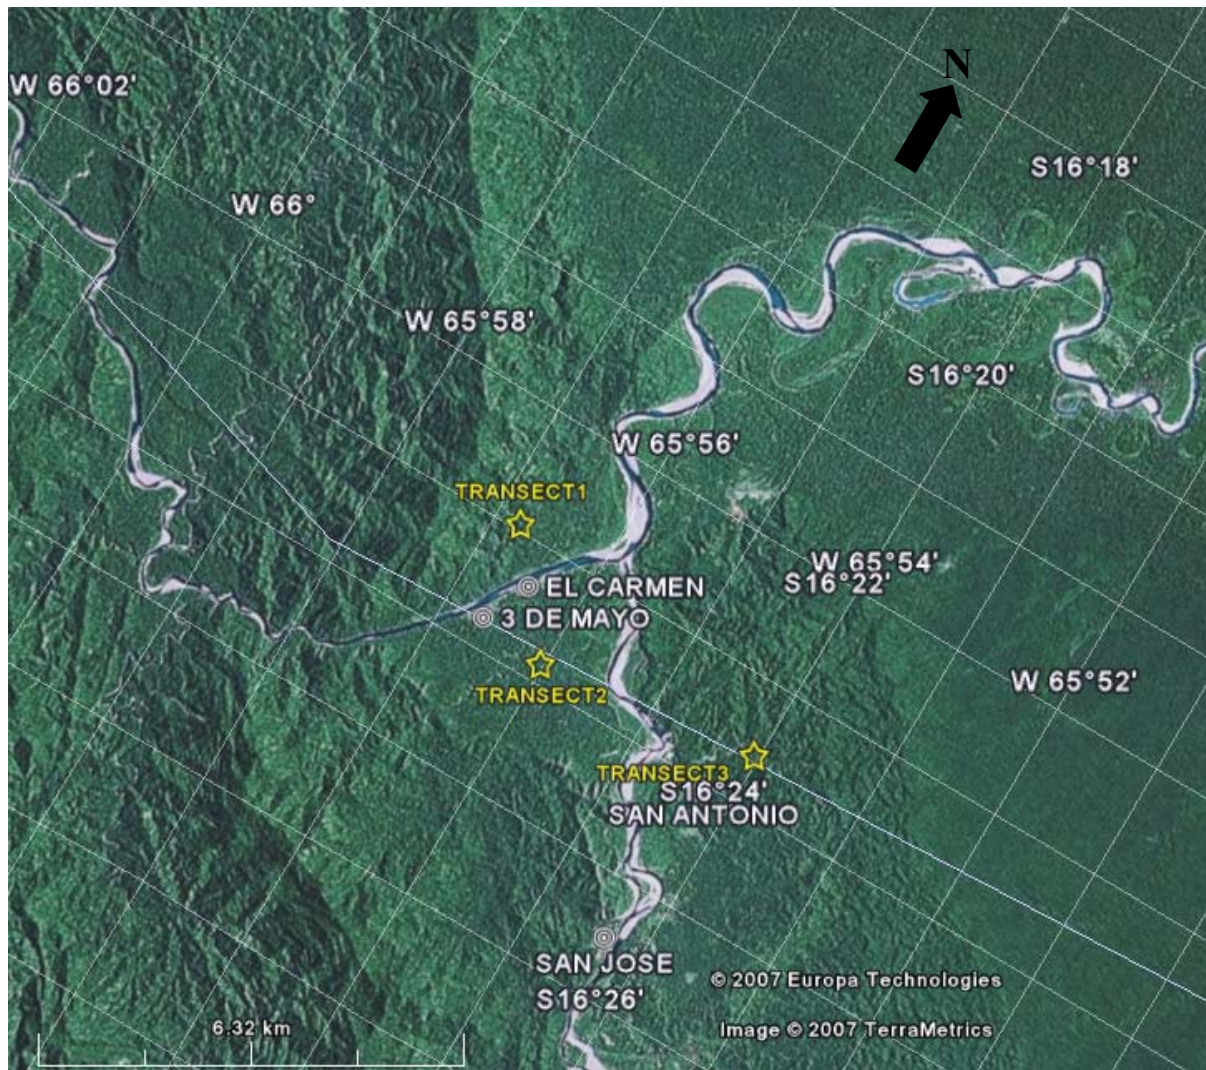 N
W 66°02'
S16°18'
W 66°
W 65°58'
S16°20'
W 65°56'
TRANSECT1
W 65°54'
S16°22'
EL CARMEN
3 DE MAYO
W 65°52'
TRANSECT2
TRANSECT3
S16°24'
SAN ANTONIO
SAN JOSE
S16°26'
© 2007 Europa Technologies
6.32 km
Image © 2007 TerraMetrics